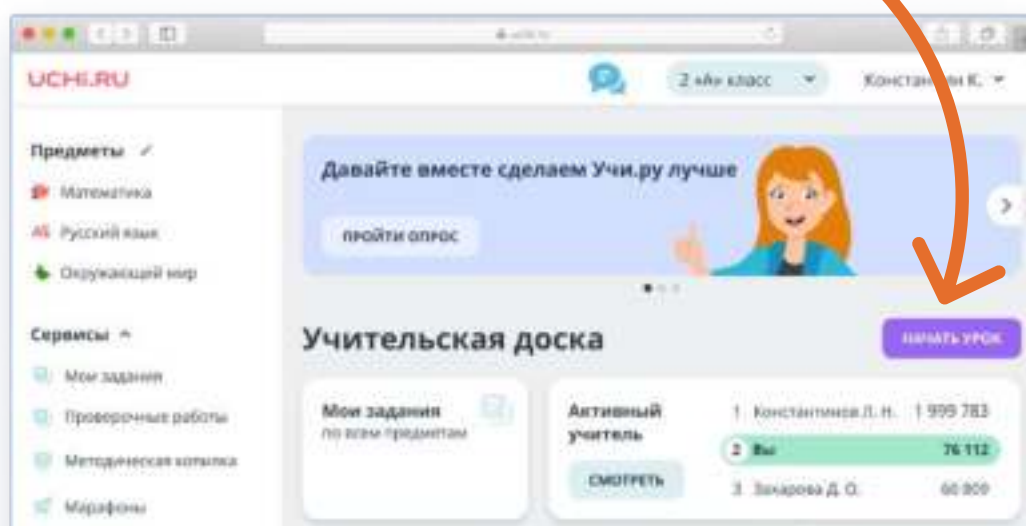 UCHi.RU
2 «А» класс
Константин К.
Предметы
Математика
Русский язык
Окружающий мир
Сервисы
Мои задания
Проверочные работы
Методическая копилка
Марафоны
Давайте вместе сделаем Учи.ру лучше
ПРОЙТИ ОПРОС
Учительская доска
НАЧАТЬ УРОК
Мои задания
по всем предметам
Активный
учитель
СМОТРЕТЬ
1 Константинов Л. Н. 1 999 783
2 Вы 76 112
3 Захарова Д. О. 60 809